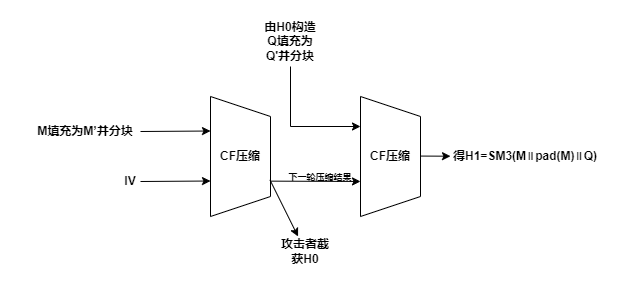 由H0构造
Q填充为
Q'并分块
M填充为M’并分块
CF压缩
CF压缩
得H1=SM3(M॥pad(M)॥Q)
IV
下一轮压缩结果
攻击者截
获H0